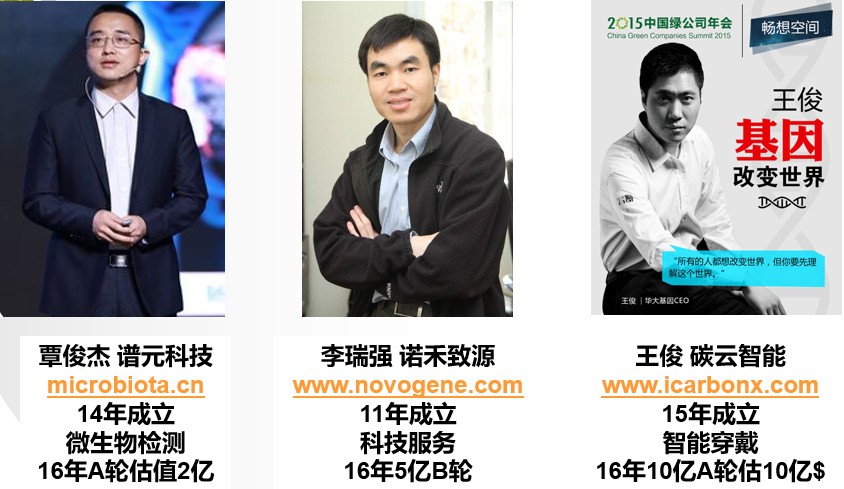 2015中国绿公司年会
China Green Companies Summit 2015
畅想空间
王俊
基因
改变世界
“所有的人都想改变世界，但你要先理
解这个世界。”
王俊 | 华大基因CEO
覃俊杰 谱元科技
microbiota.cn
14年成立
微生物检测
16年A轮估值2亿
李瑞强 诺禾致源
www.novogene.com
11年成立
科技服务
16年5亿B轮
王俊 碳云智能
www.icarbonx.com
15年成立
智能穿戴
16年10亿A轮估10亿$